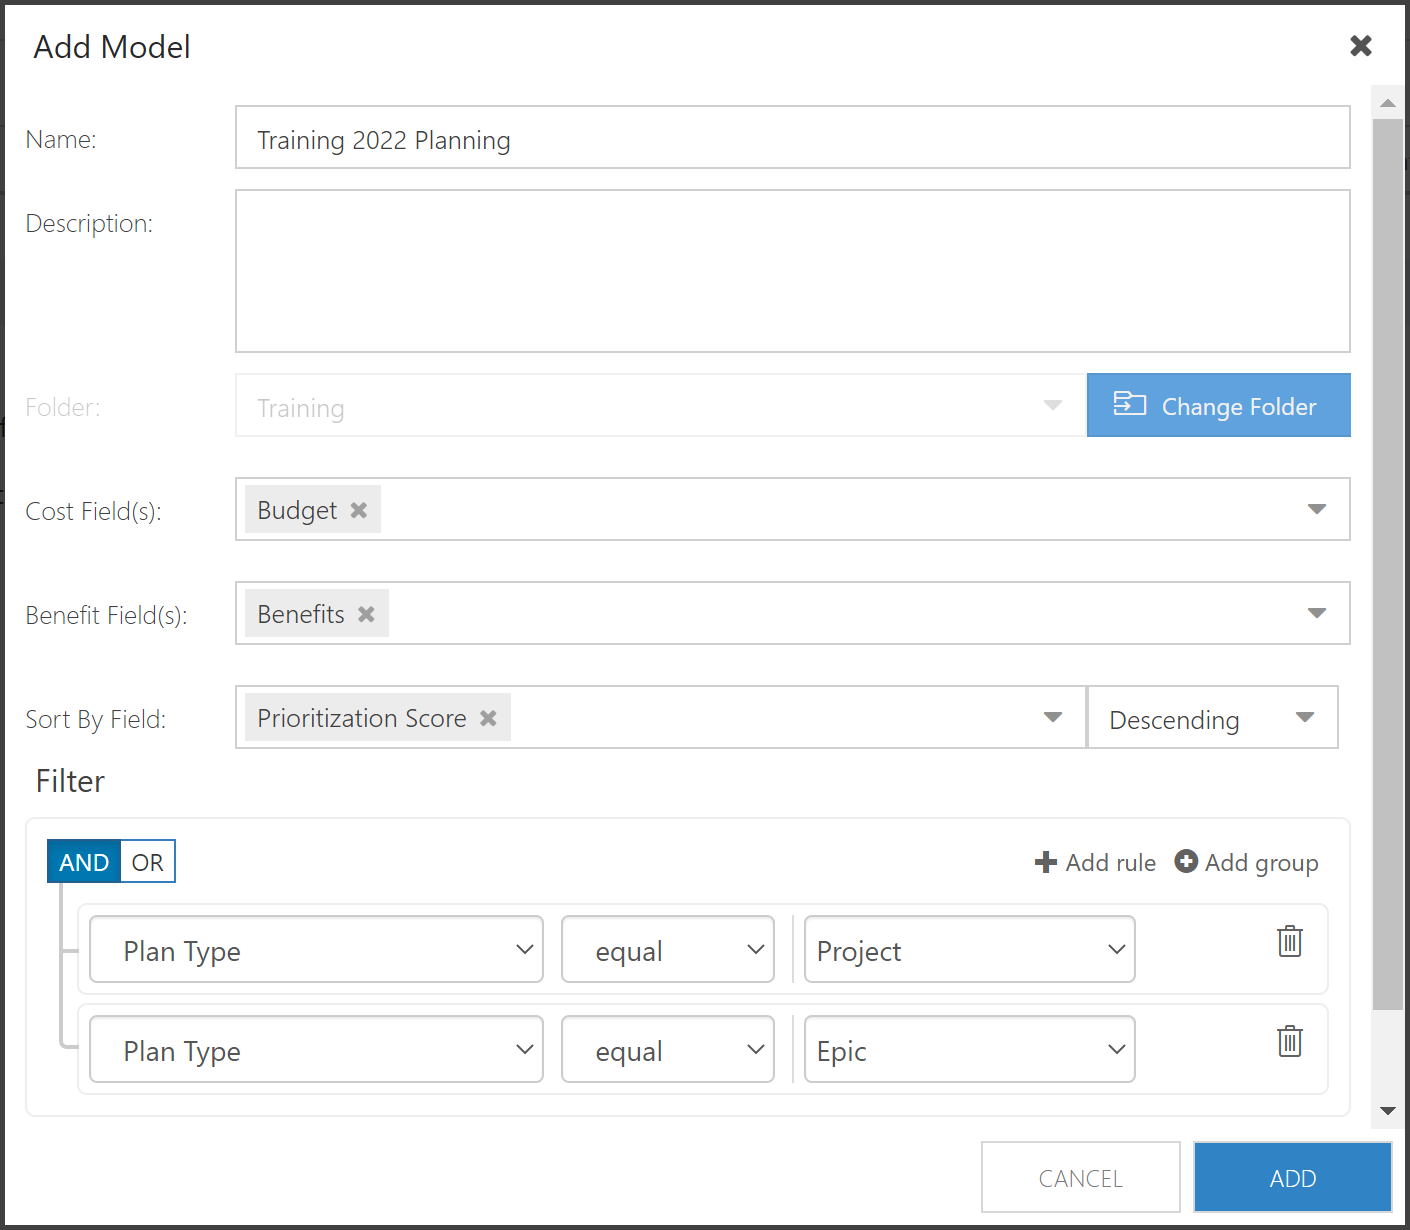 Add Model
Name:
Training 2022 Planning
Description:
Folder:
Training
Change Folder
Cost Field(s):
Budget
Benefit Field(s):
Benefits
Sort By Field:
Prioritization Score
Descending
Filter
AND OR
Add rule Add group
Plan Type equal Project
Plan Type equal Epic
CANCEL ADD